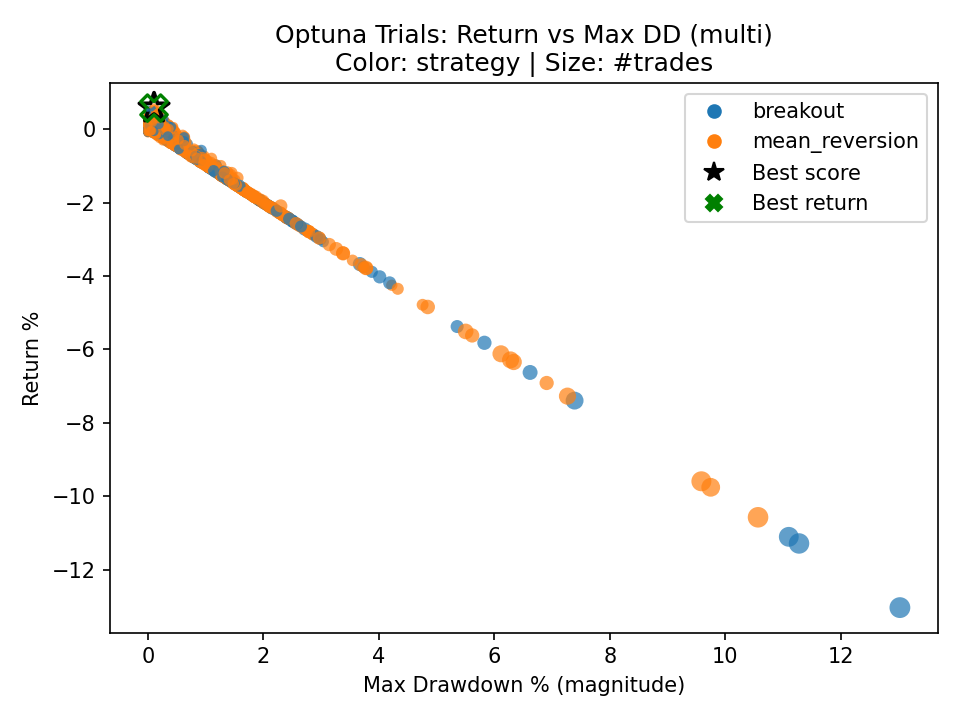 Optuna Trials: Return vs Max DD (multi)
Color: strategy | Size: #trades
breakout
mean_reversion
Best score
Best return
0
−2
−4
−6
−8
−10
−12
Return %
0 2 4 6 8 10 12
Max Drawdown % (magnitude)